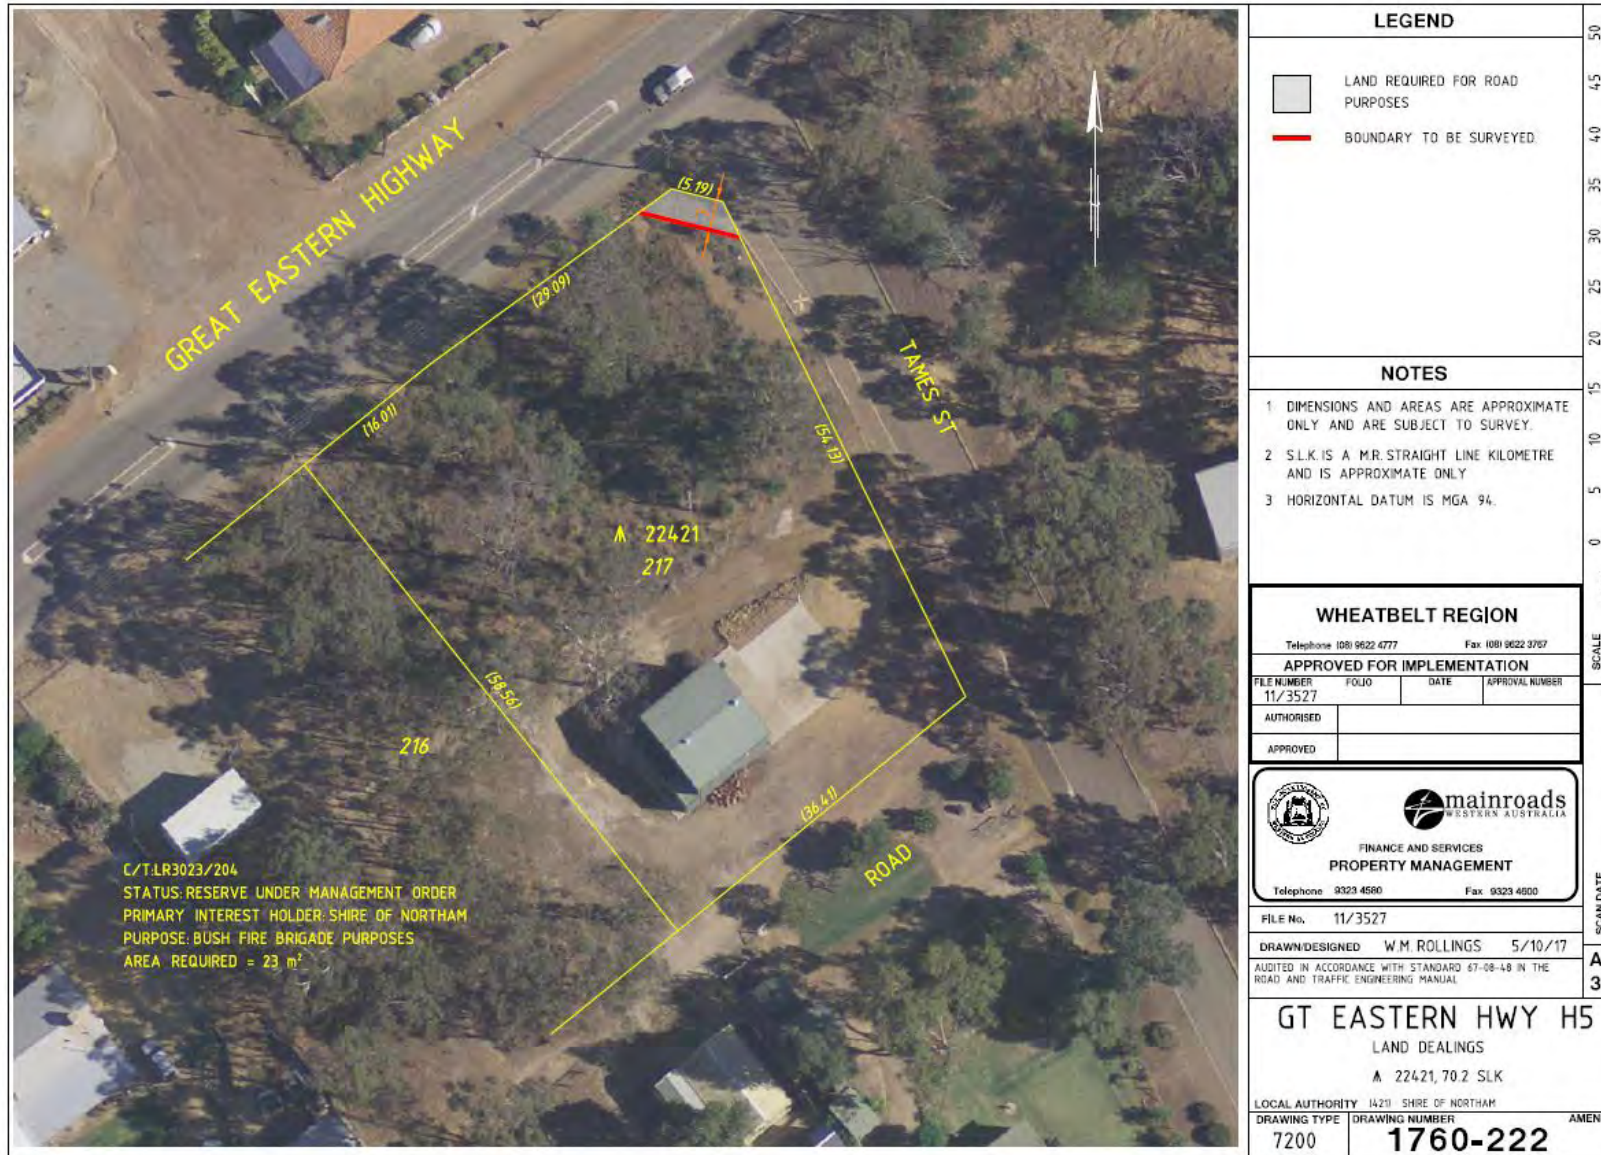 GREAT EASTERN HIGHWAY
(5.19)
(29.09)
(16.01)
TAMES ST
(54.13)
22421
217
(58.56)
216
(36.41)
ROAD
C/T:LR3023/204
STATUS: RESERVE UNDER MANAGEMENT ORDER
PRIMARY INTEREST HOLDER: SHIRE OF NORTHAM
PURPOSE: BUSH FIRE BRIGADE PURPOSES
AREA REQUIRED = 23 m²
LEGEND
LAND REQUIRED FOR ROAD
PURPOSES
BOUNDARY TO BE SURVEYED.
NOTES
1 DIMENSIONS AND AREAS ARE APPROXIMATE
ONLY AND ARE SUBJECT TO SURVEY.
2 S.L.K. IS A M.R. STRAIGHT LINE KILOMETRE
AND IS APPROXIMATE ONLY
3 HORIZONTAL DATUM IS MGA 94.
WHEATBELT REGION
Telephone (08) 9622 4777 Fax (08) 9622 3767
APPROVED FOR IMPLEMENTATION
FILE NUMBER FOLIO DATE APPROVAL NUMBER
11/3527
AUTHORISED
APPROVED
mainroads
WESTERN AUSTRALIA
FINANCE AND SERVICES
PROPERTY MANAGEMENT
Telephone 9323 4580 Fax 9323 4600
FILE No. 11/3527
DRAWN/DESIGNED W.M. ROLLINGS 5/10/17
AUDITED IN ACCORDANCE WITH STANDARD 67-08-48 IN THE
ROAD AND TRAFFIC ENGINEERING MANUAL
GT EASTERN HWY H5
LAND DEALINGS
22421, 70.2 SLK
LOCAL AUTHORITY (421) SHIRE OF NORTHAM
DRAWING TYPE DRAWING NUMBER AMEN
7200 1760-222
50
45
40
35
30
25
20
15
10
5
0
SCALE
SCAN DATE
A
3